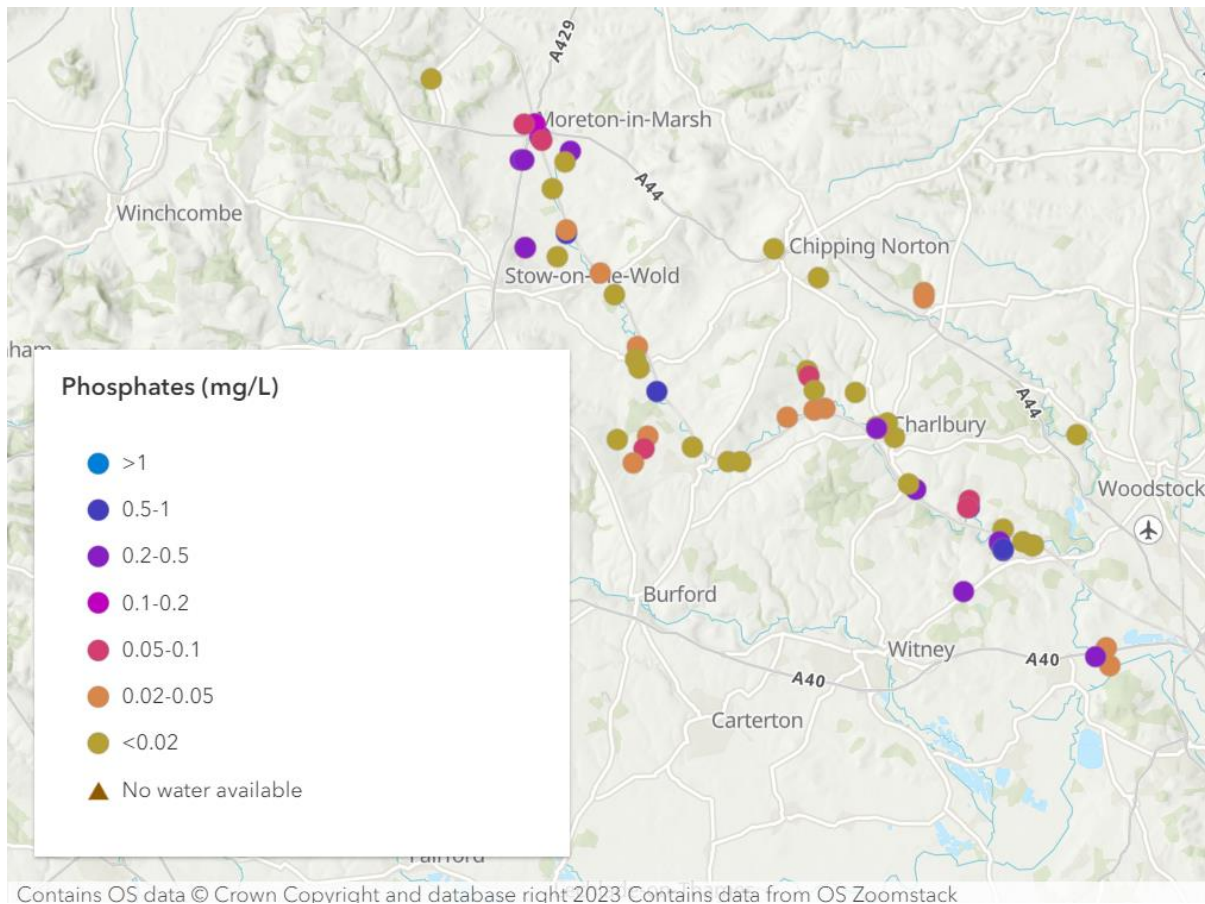 A429
Moreton-in-Marsh
A44
Winchcombe
Chipping Norton
Stow-on-the-Wold
ham
Phosphates (mg/L)
>1
0.5-1
0.2-0.5
0.1-0.2
0.05-0.1
0.02-0.05
<0.02
No water available
A44
Charlbury
Woodstock
Burford
Witney
A40
A40
Carterton
Fairford
Contains OS data © Crown Copyright and database right 2023 Contains data from OS Zoomstack